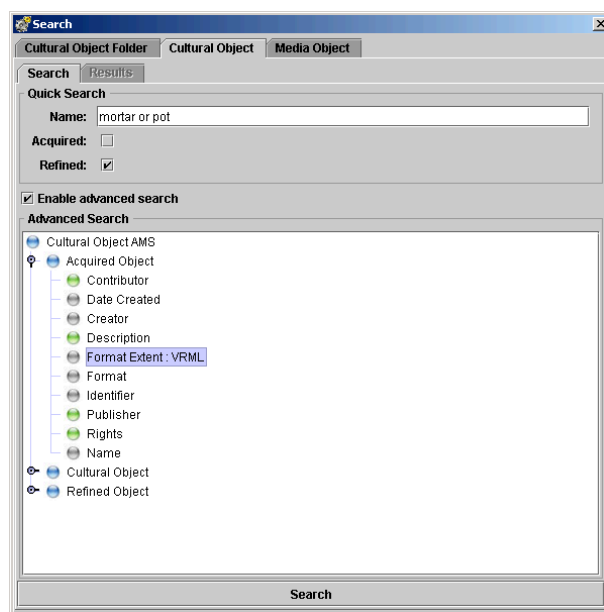 Search
Cultural Object Folder Cultural Object Media Object
Search Results
Quick Search
Name: mortar or pot
Acquired:
Refined:
Enable advanced search
Advanced Search
Cultural Object AMS
Acquired Object
Contributor
Date Created
Creator
Description
Format Extent : VRML
Format
Identifier
Publisher
Rights
Name
Cultural Object
Refined Object
Search